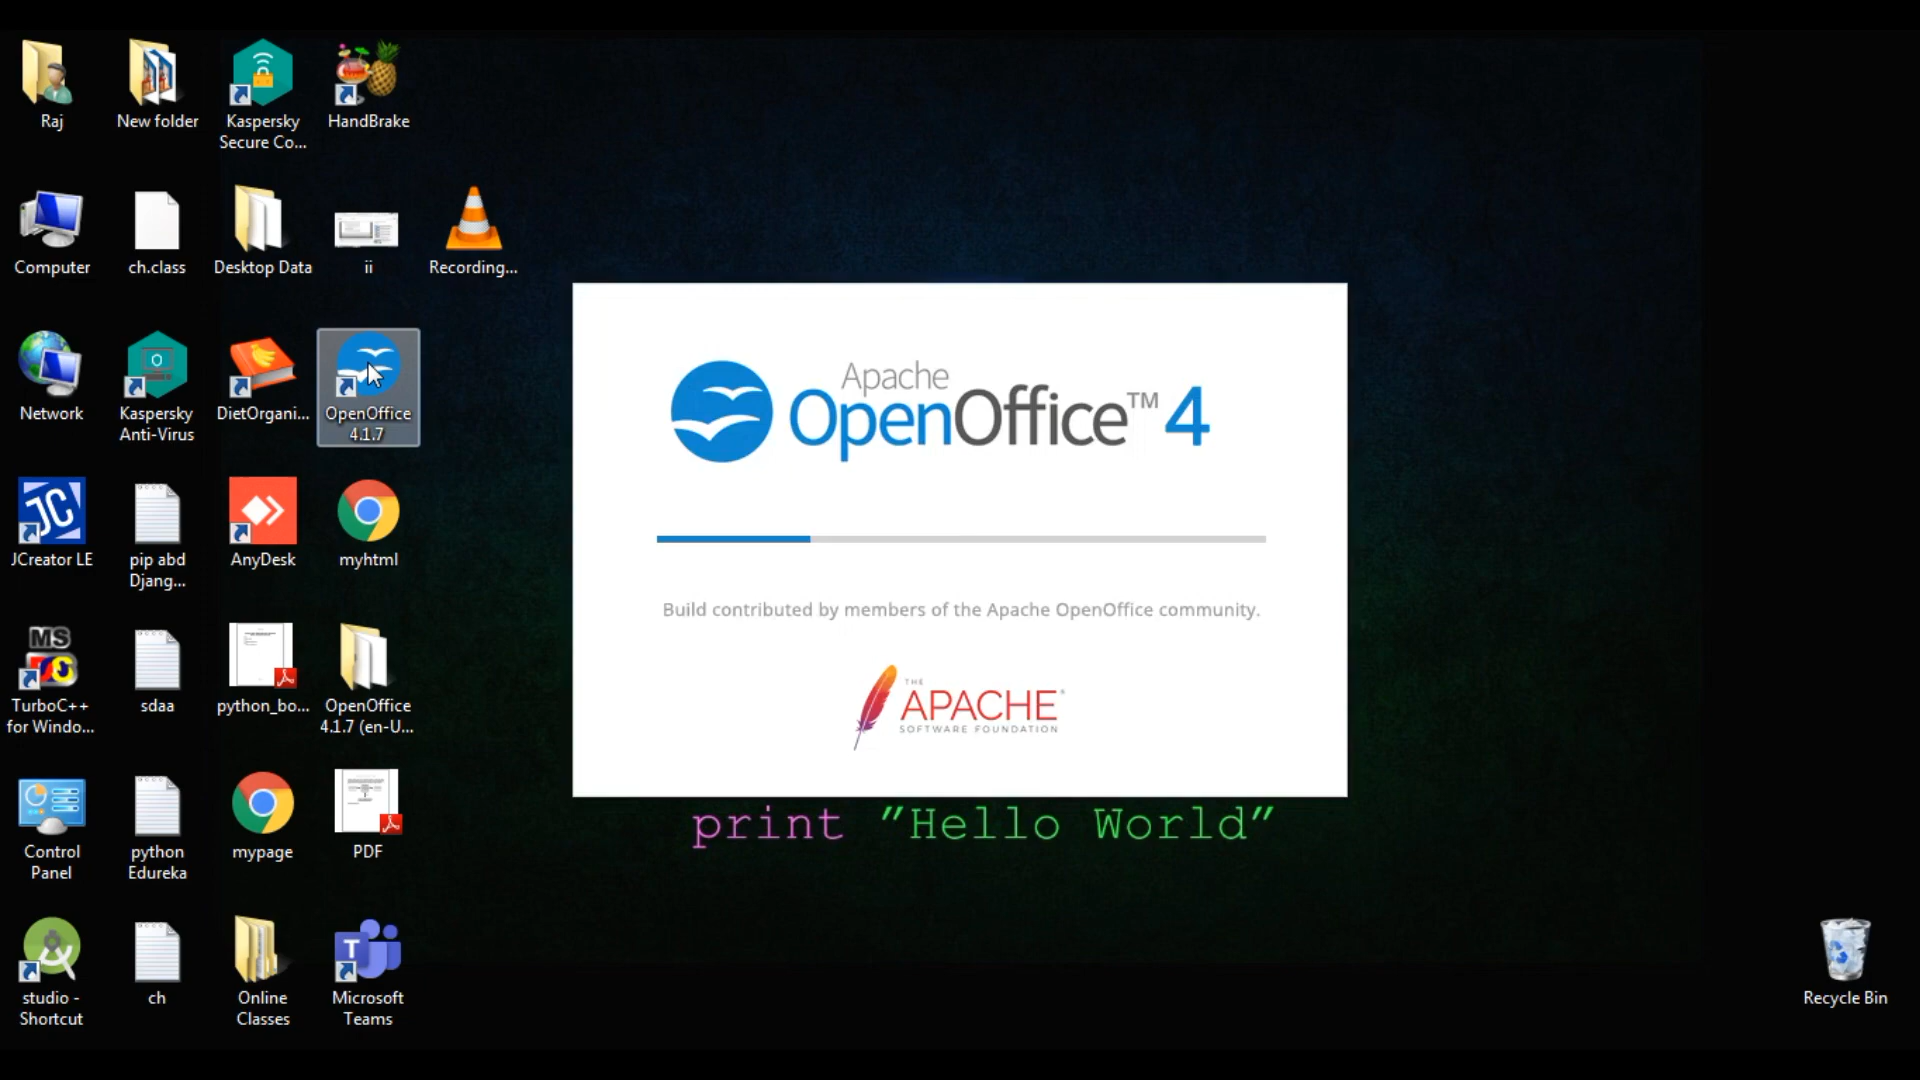 Raj
New folder
Kaspersky
Secure Co...
HandBrake
Computer
ch.class
Desktop Data
ii
Recording...
Network
Kaspersky
Anti-Virus
DietOrgani...
OpenOffice
4.1.7
JC
JCreator LE
pip abd
Djang...
AnyDesk
myhtml
MS
TurboC++
for Windo...
sdaa
python_bo...
OpenOffice
4.1.7 (en-U...
Control
Panel
python
Edureka
mypage
PDF
studio -
Shortcut
ch
Online
Classes
T
Microsoft
Teams
Apache
OpenOffice™ 4
Build contributed by members of the Apache OpenOffice community.
THE
APACHE®
SOFTWARE FOUNDATION
print "Hello World"
Recycle Bin